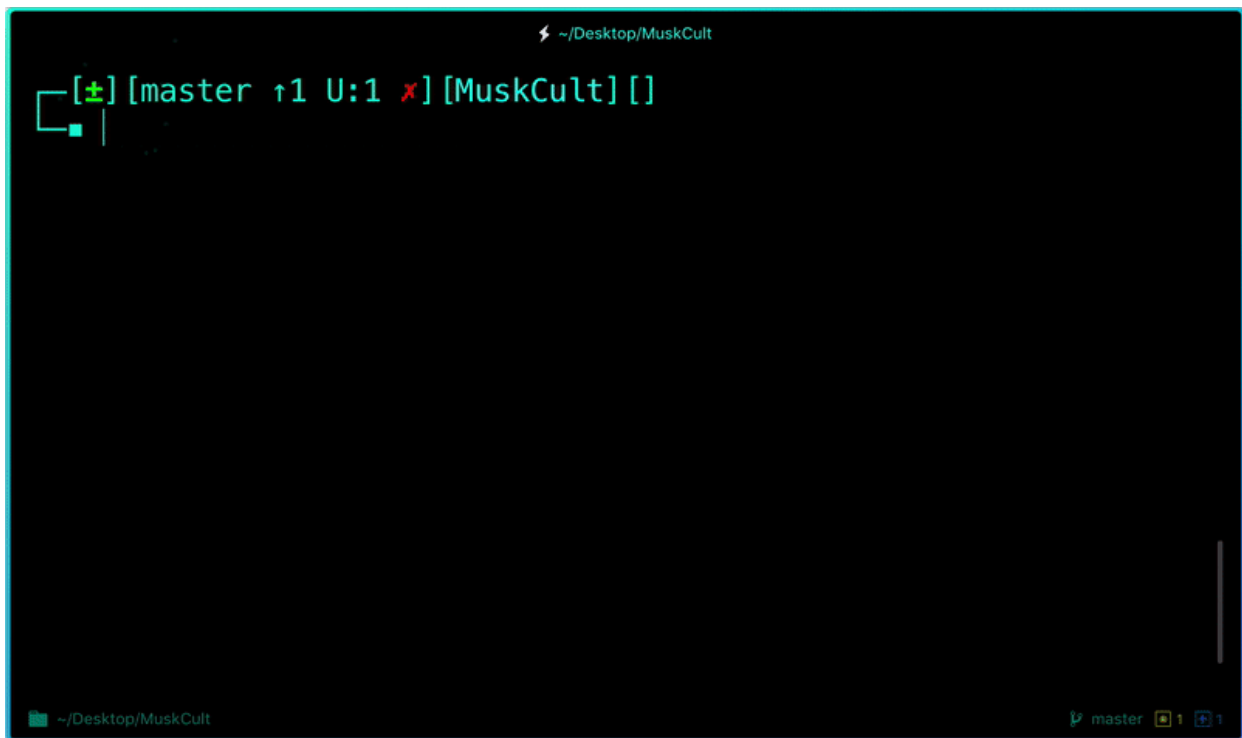 ~/Desktop/MuskCult
[±][master ↑1 U:1 ✗][MuskCult][]
~/Desktop/MuskCult
master 1 1